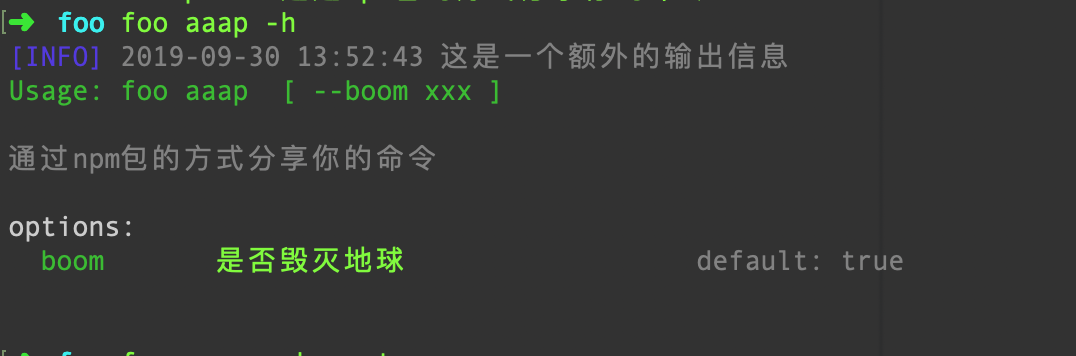 ➜ foo foo aaap -h
[INFO] 2019-09-30 13:52:43 这是一个额外的输出信息
Usage: foo aaap [ --boom xxx ]
通过npm包的方式分享你的命令
options:
boom 是否毁灭地球 default: true